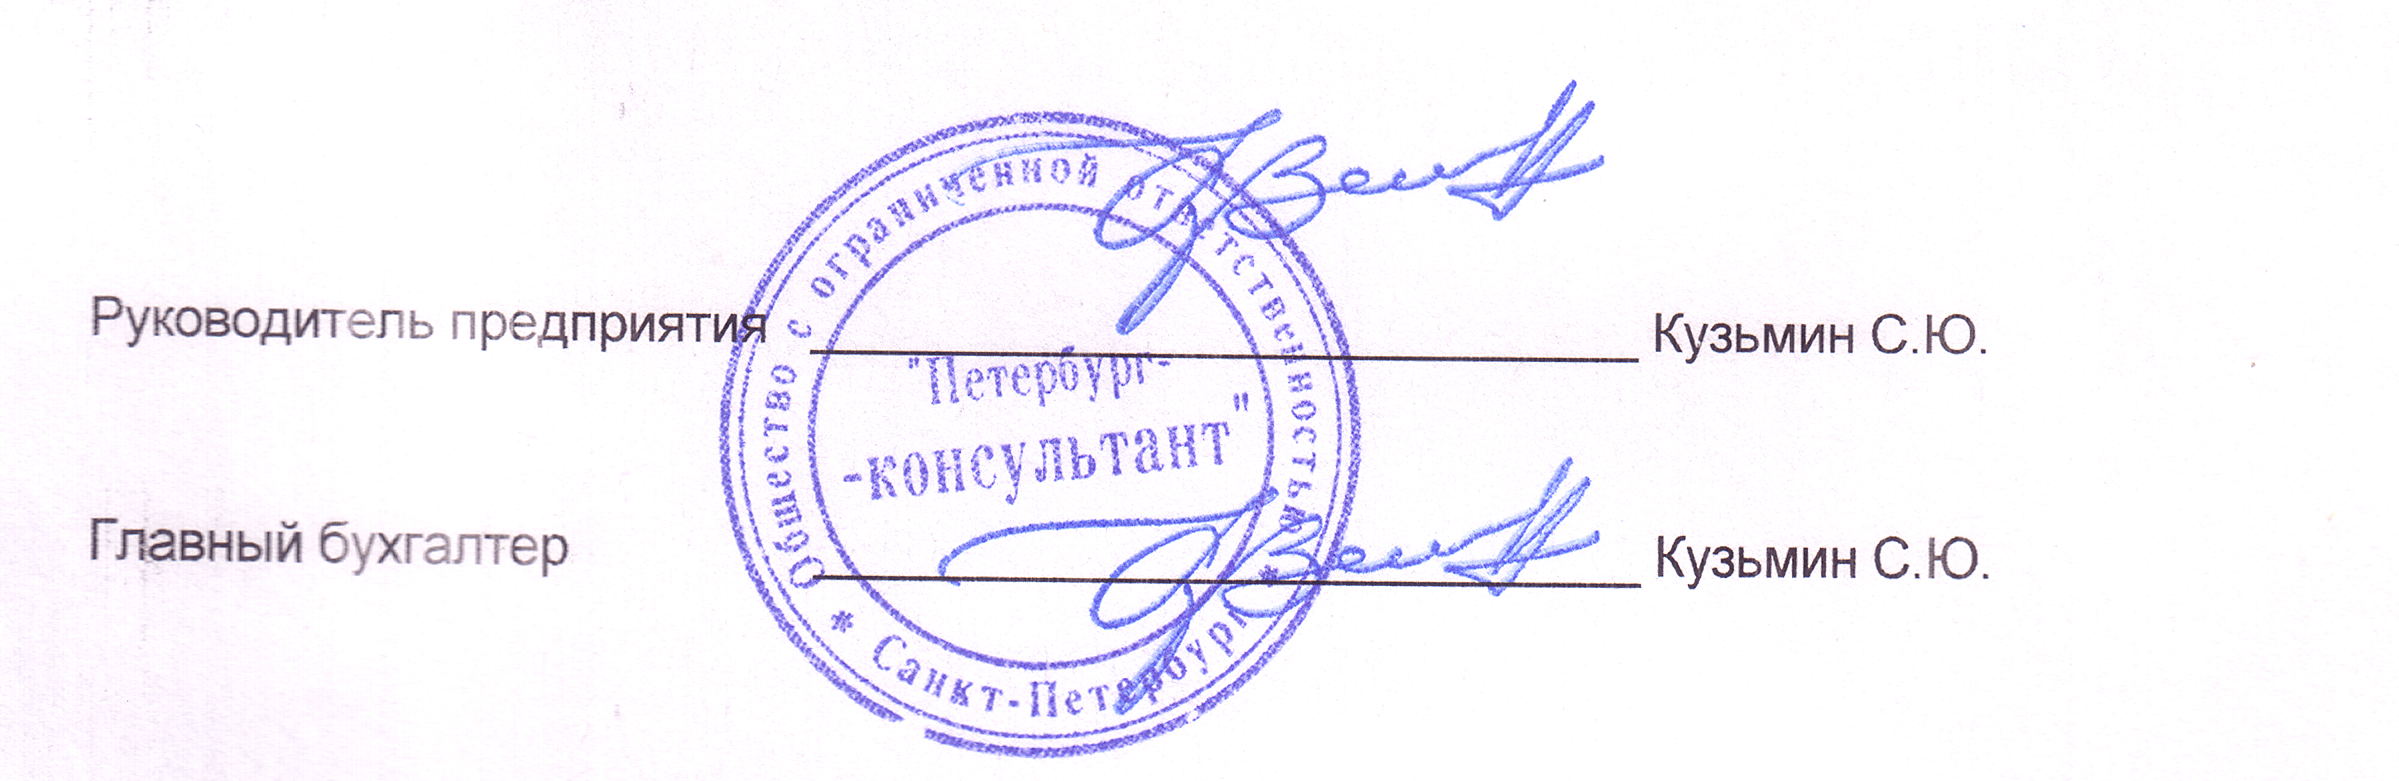 Руководитель предприятия Кузьмин С.Ю.
Главный бухгалтер Кузьмин С.Ю.
Общество с ограниченной ответственностью
"Петербург-
-консультант"
* Санкт-Петербург *